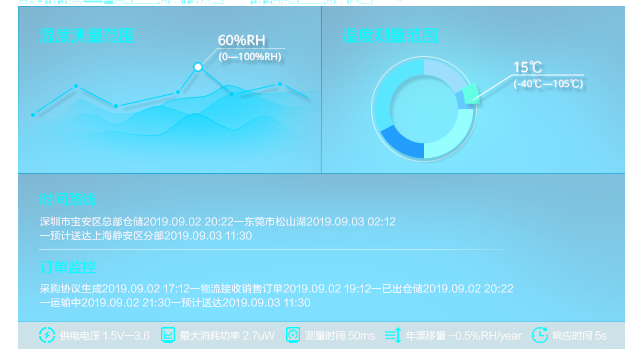 湿度测量范围
60%RH
(0—100%RH)
温度测量范围
15℃
(-40℃—105℃)
时间感知
深圳市宝安区总部仓储2019.09.02 20:22—东莞市松山湖2019.09.03 02:12
—预计送达上海静安区分部2019.09.03 11:30
订单监控
采购协议生成2019.09.02 17:12—物流接收销售订单2019.09.02 19:12—已出仓储2019.09.02 20:22
—运输中2019.09.02 21:30—预计送达2019.09.03 11:30
供电电压 1.5V—3.6
最大消耗功率 2.7uW
测量时间 50ms
年漂移量 ~0.5%RH/year
响应时间 5s